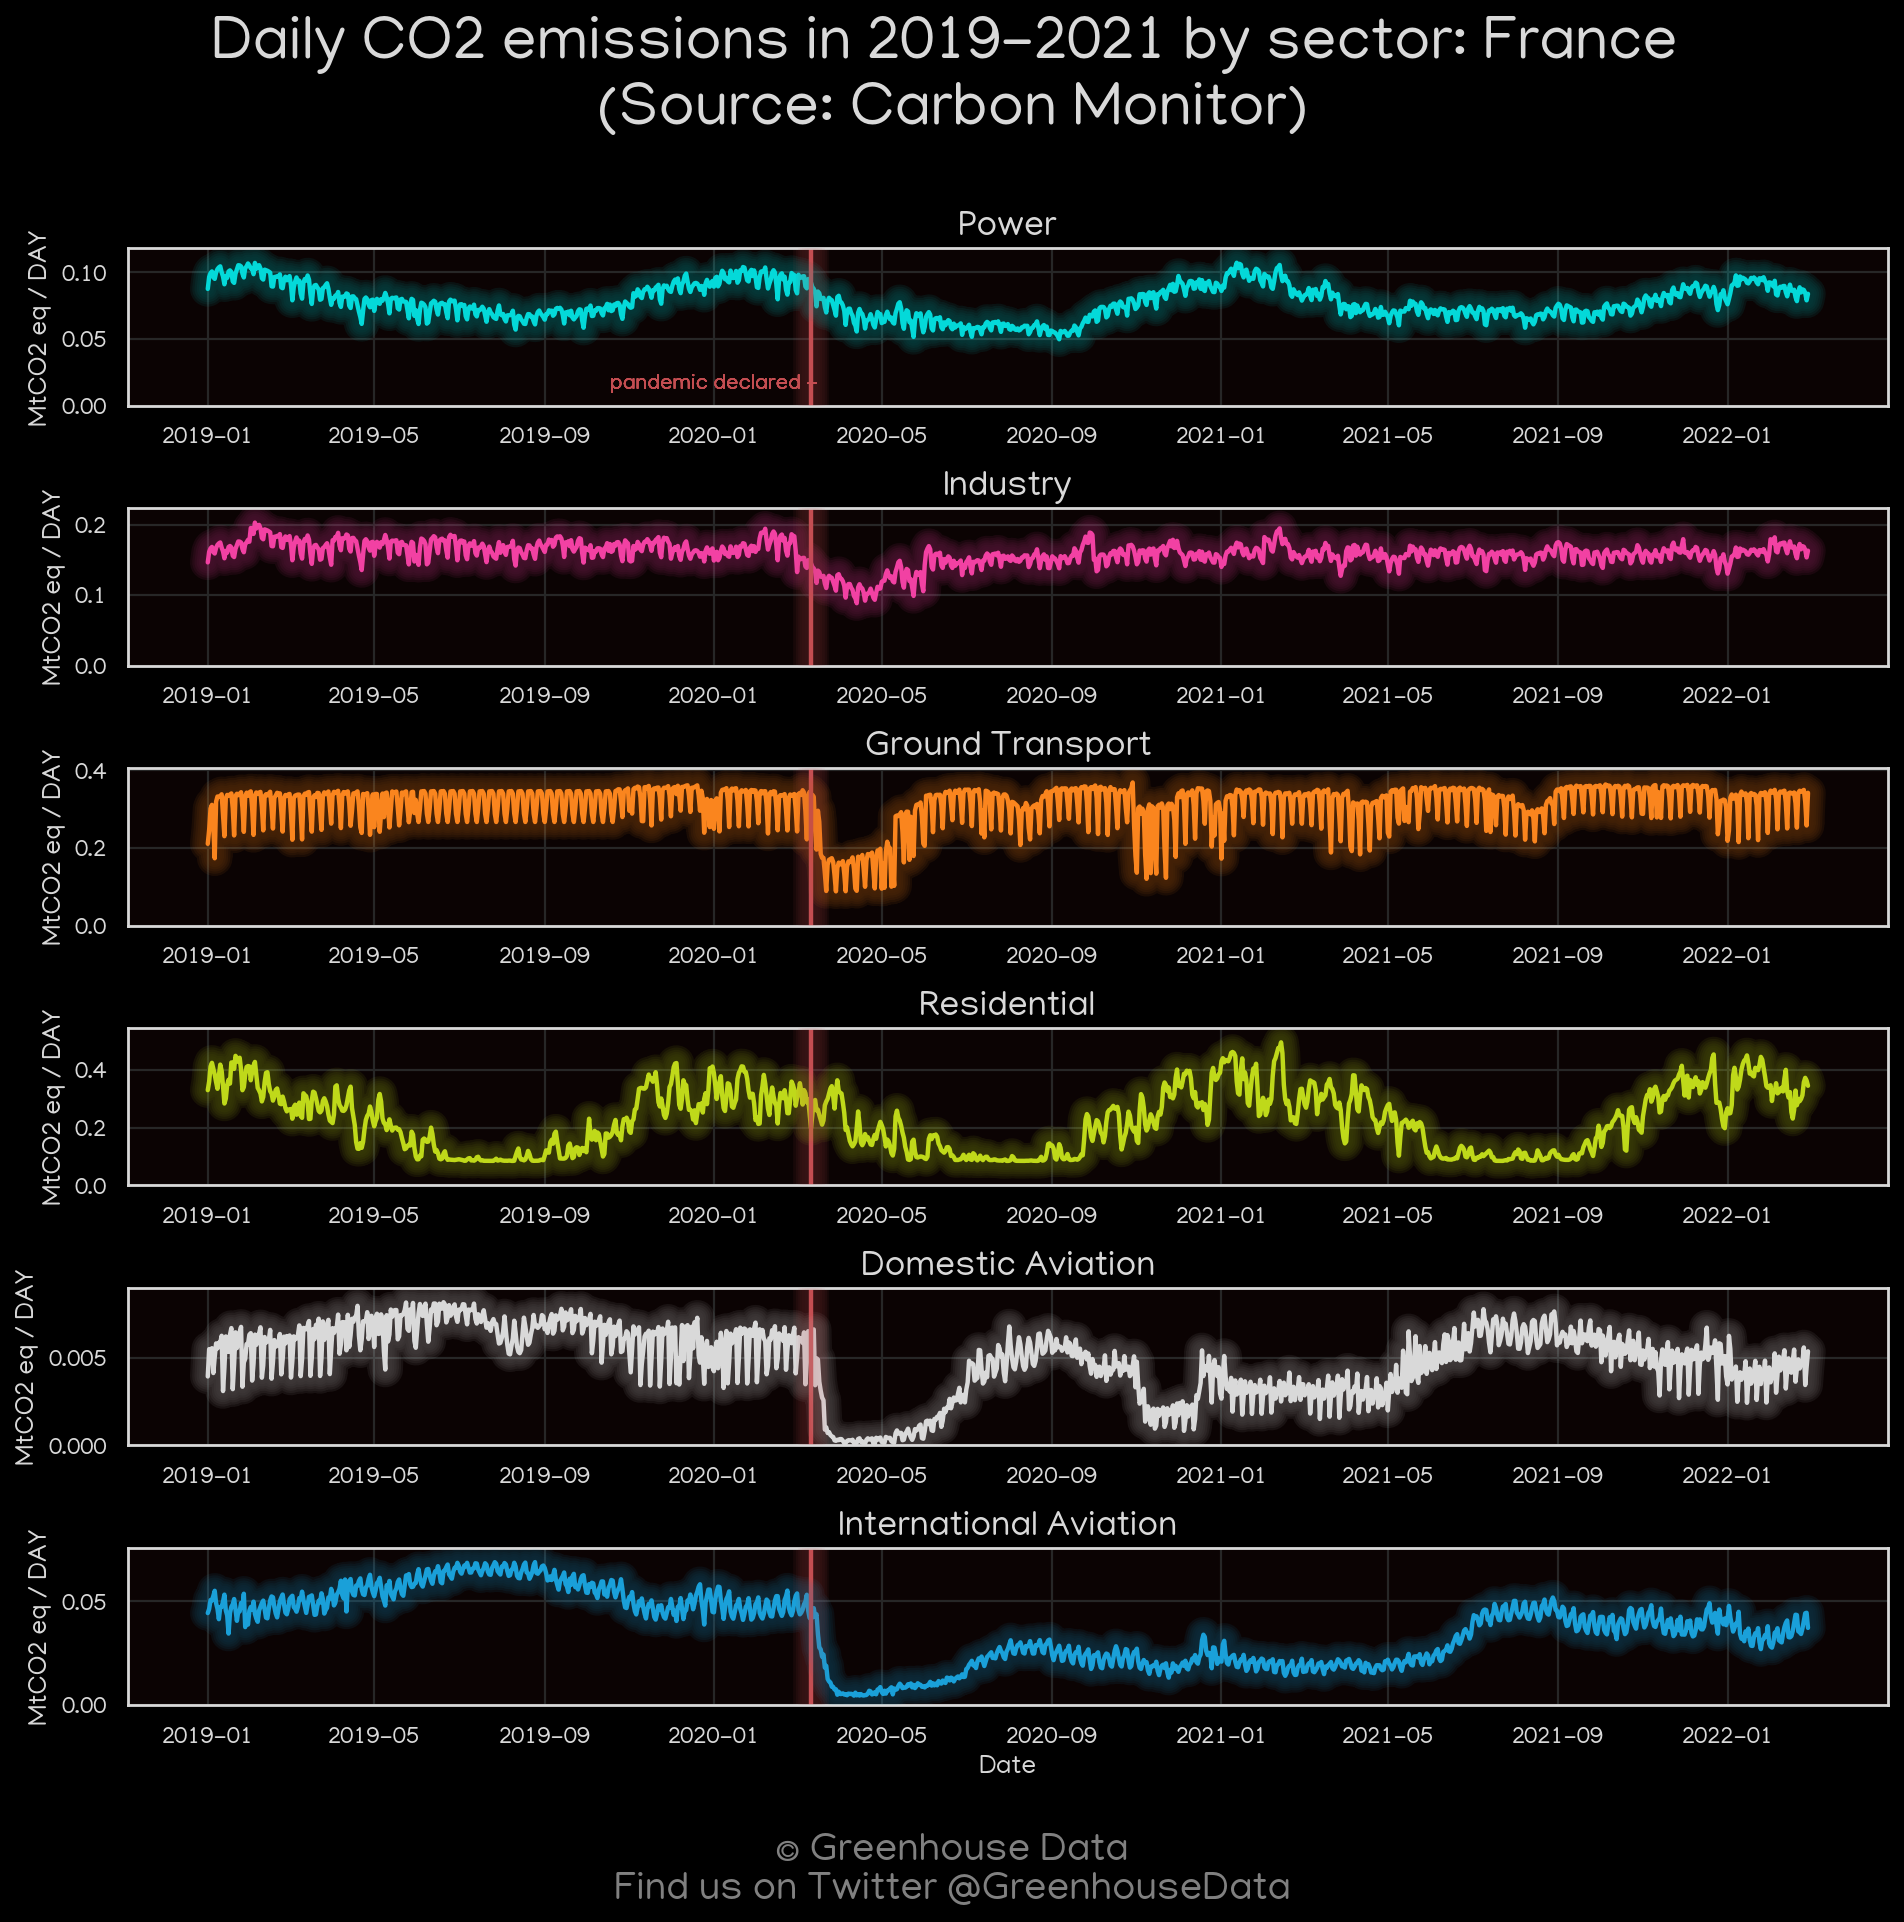 Daily CO2 emissions in 2019-2021 by sector: France
(Source: Carbon Monitor)
Power
MtCO2 eq / DAY
0.10
0.05
0.00
pandemic declared -
2019-01 2019-05 2019-09 2020-01 2020-05 2020-09 2021-01 2021-05 2021-09 2022-01
Industry
MtCO2 eq / DAY
0.2
0.1
0.0
2019-01 2019-05 2019-09 2020-01 2020-05 2020-09 2021-01 2021-05 2021-09 2022-01
Ground Transport
MtCO2 eq / DAY
0.4
0.2
0.0
2019-01 2019-05 2019-09 2020-01 2020-05 2020-09 2021-01 2021-05 2021-09 2022-01
Residential
MtCO2 eq / DAY
0.4
0.2
0.0
2019-01 2019-05 2019-09 2020-01 2020-05 2020-09 2021-01 2021-05 2021-09 2022-01
Domestic Aviation
MtCO2 eq / DAY
0.005
0.000
2019-01 2019-05 2019-09 2020-01 2020-05 2020-09 2021-01 2021-05 2021-09 2022-01
International Aviation
MtCO2 eq / DAY
0.05
0.00
2019-01 2019-05 2019-09 2020-01 2020-05 2020-09 2021-01 2021-05 2021-09 2022-01
Date
© Greenhouse Data
Find us on Twitter @GreenhouseData